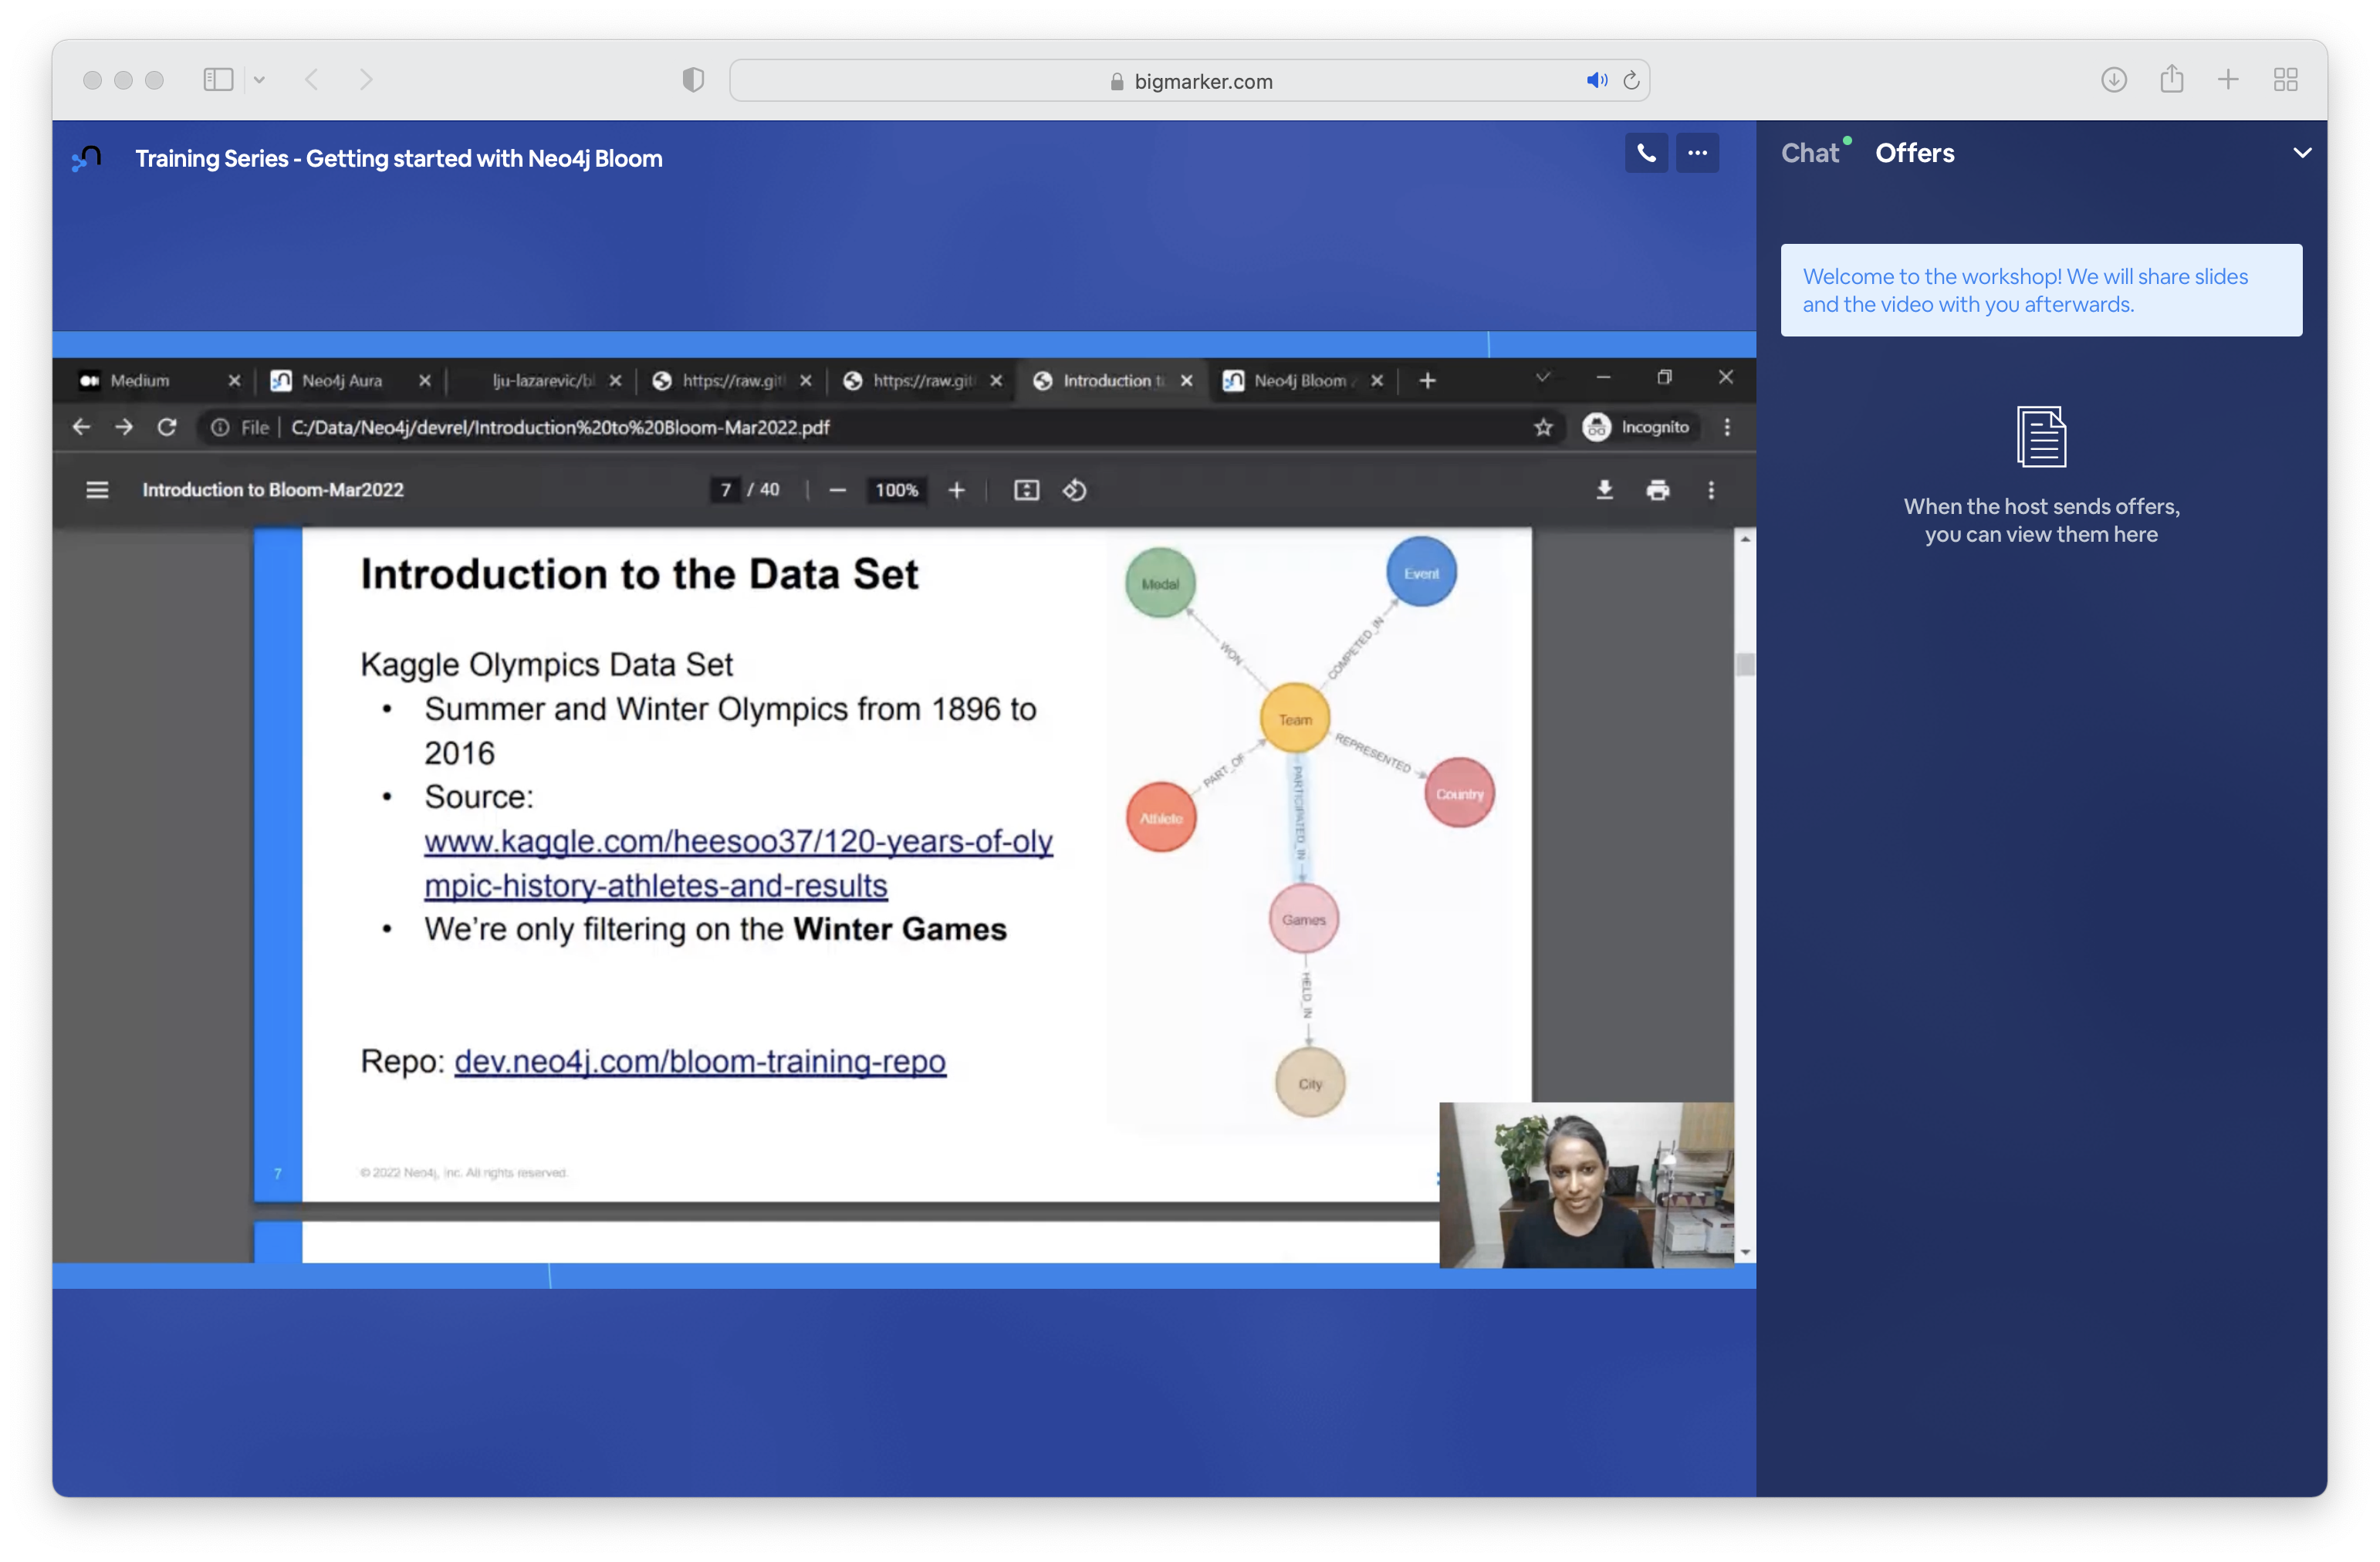 bigmarker.com
Training Series - Getting started with Neo4j Bloom
Chat Offers
Welcome to the workshop! We will share slides
and the video with you afterwards.
When the host sends offers,
you can view them here
Medium
Neo4j Aura
lju-lazarevic/bl
https://raw.git
https://raw.git
Introduction t
Neo4j Bloom
File C:/Data/Neo4j/devrel/Introduction%20to%20Bloom-Mar2022.pdf
Incognito
Introduction to Bloom-Mar2022
7 / 40
100%
Introduction to the Data Set
Kaggle Olympics Data Set
• Summer and Winter Olympics from 1896 to
2016
• Source:
www.kaggle.com/heesoo37/120-years-of-oly
mpic-history-athletes-and-results
• We're only filtering on the Winter Games
Repo: dev.neo4j.com/bloom-training-repo
Medal
Event
WON
COMPETED_IN
Team
PART_OF
REPRESENTED
Athlete
PARTICIPATED_IN
Country
Games
HELD_IN
City
7
© 2022 Neo4j, Inc. All rights reserved.